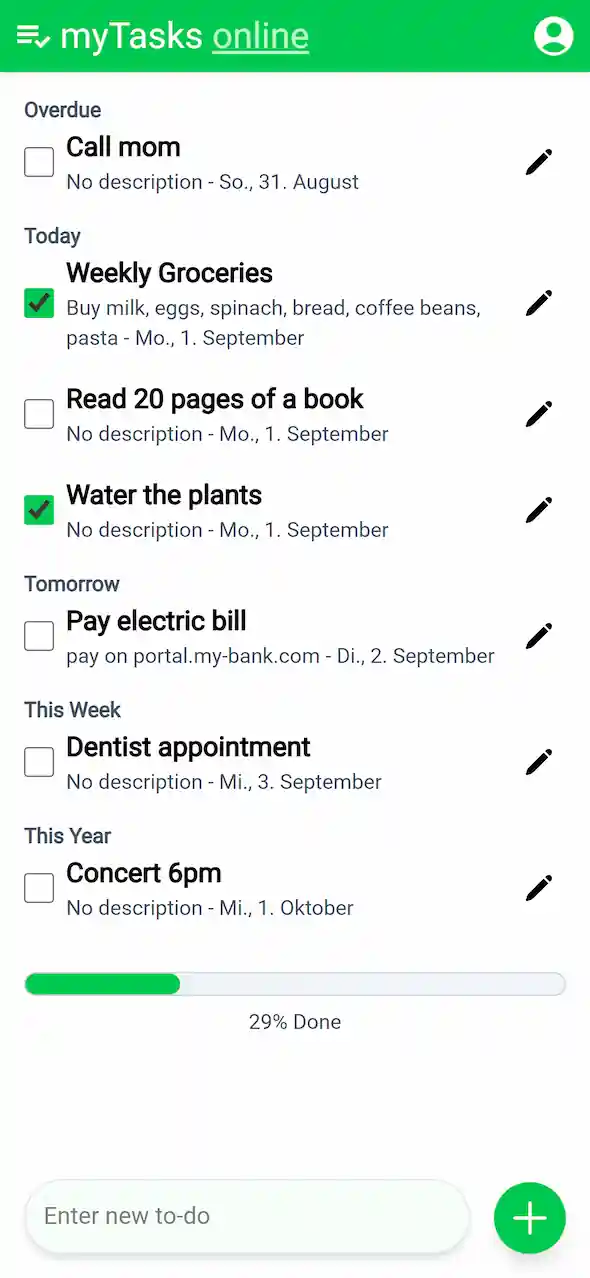 myTasks online
Overdue
Call mom
No description - So., 31. August
Today
Weekly Groceries
Buy milk, eggs, spinach, bread, coffee beans,
pasta - Mo., 1. September
Read 20 pages of a book
No description - Mo., 1. September
Water the plants
No description - Mo., 1. September
Tomorrow
Pay electric bill
pay on portal.my-bank.com - Di., 2. September
This Week
Dentist appointment
No description - Mi., 3. September
This Year
Concert 6pm
No description - Mi., 1. Oktober
29% Done
Enter new to-do